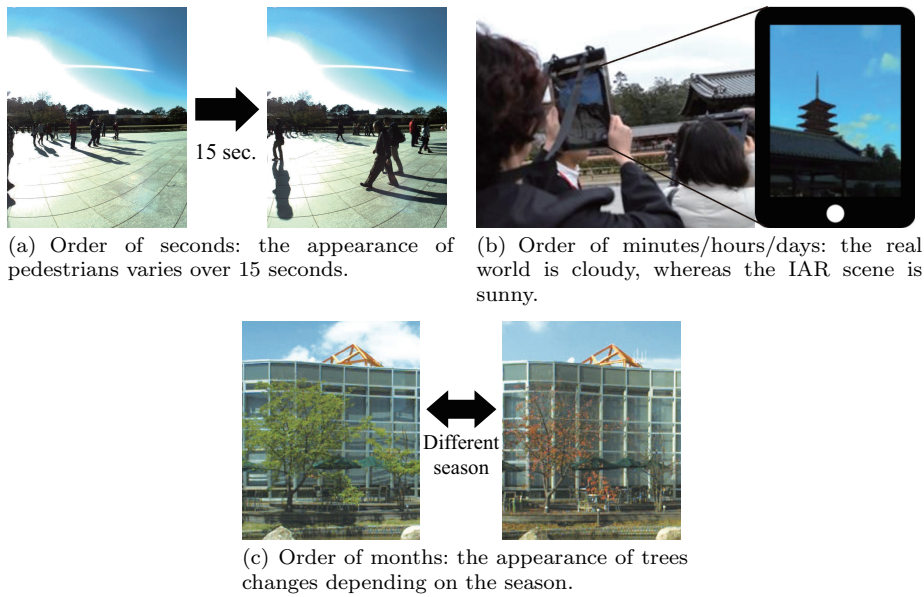 15 sec.
(a) Order of seconds: the appearance of
pedestrians varies over 15 seconds.
(b) Order of minutes/hours/days: the real
world is cloudy, whereas the IAR scene is
sunny.
Different
season
(c) Order of months: the appearance of trees
changes depending on the season.